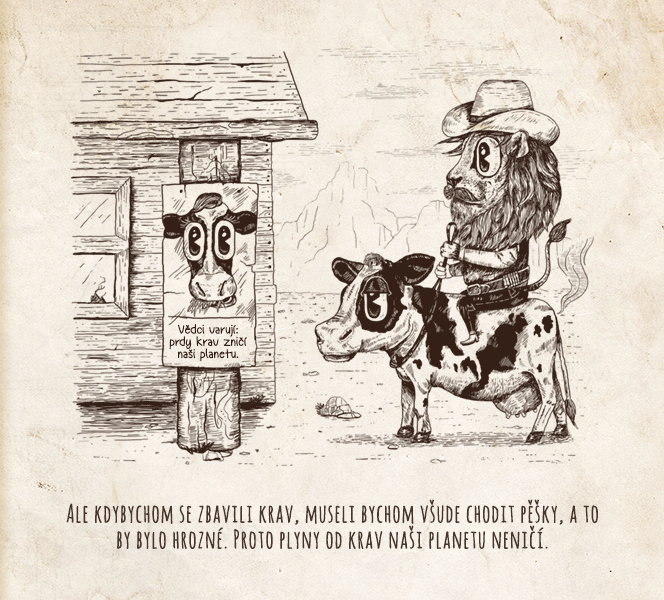 Vědci varují:
prdy krav zničí
naši planetu.
Ale kdybychom se zbavili krav, museli bychom všude chodit pěšky, a to
by bylo hrozné. Proto plyny od krav naši planetu neničí.